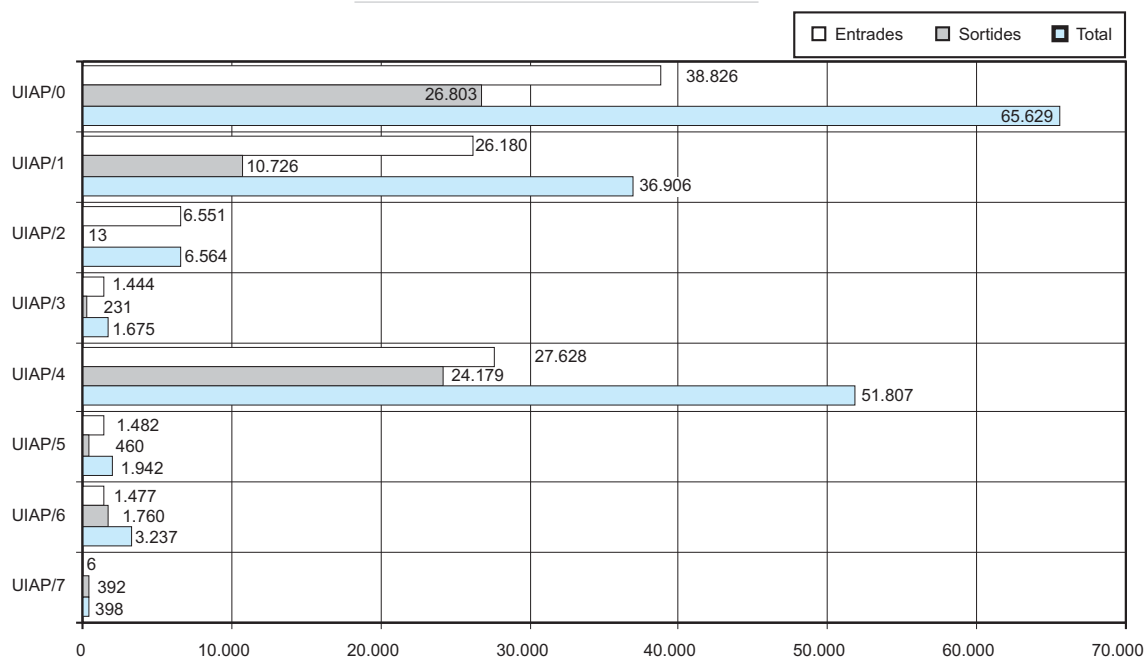 Entrades Sortides Total
38.826
UIAP/0
26.803
65.629
26.180
UIAP/1
10.726
36.906
6.551
UIAP/2
13
6.564
1.444
UIAP/3
231
1.675
27.628
UIAP/4
24.179
51.807
1.482
UIAP/5
460
1.942
1.477
UIAP/6
1.760
3.237
6
UIAP/7
392
398
0 10.000 20.000 30.000 40.000 50.000 60.000 70.000